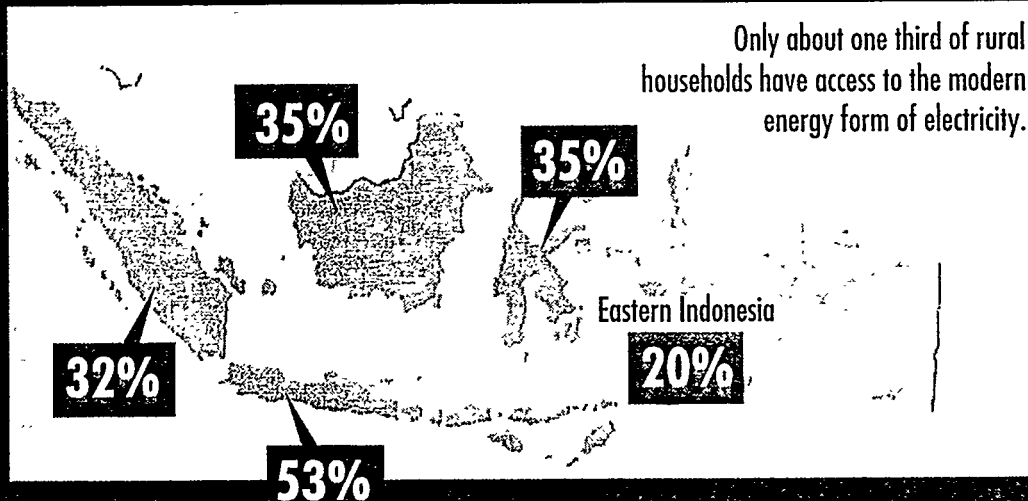 Only about one third of rural
households have access to the modern
energy form of electricity.
35%
35%
Eastern Indonesia
20%
32%
53%